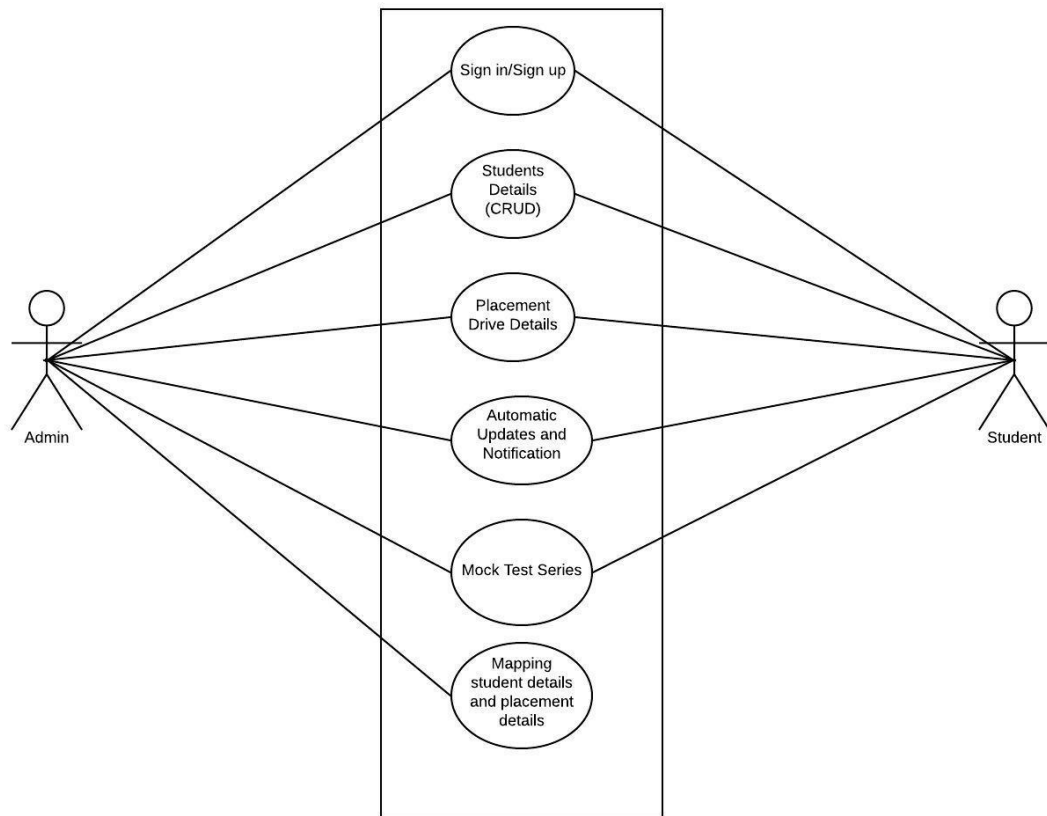 Sign in/Sign up
Students
Details
(CRUD)
Placement
Drive Details
Automatic
Updates and
Notification
Admin
Student
Mock Test Series
Mapping
student details
and placement
details